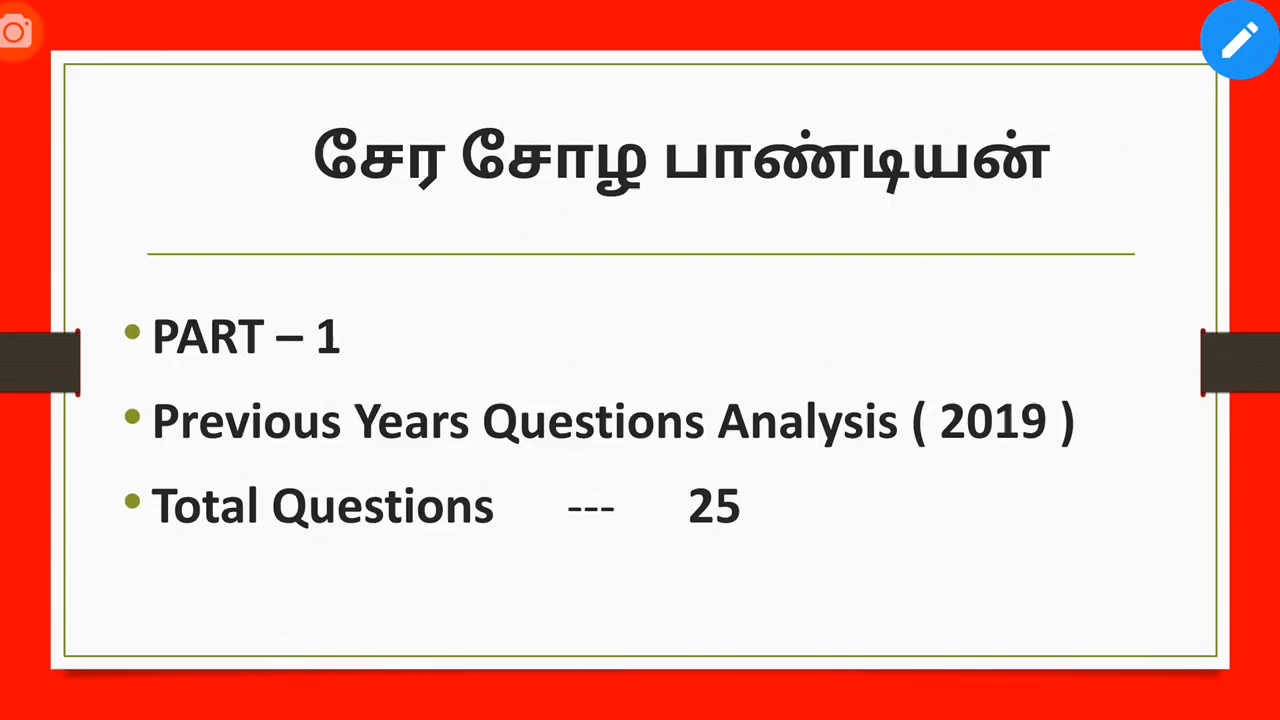 சேர சோழ பாண்டியன்
• PART – 1
• Previous Years Questions Analysis ( 2019 )
• Total Questions --- 25